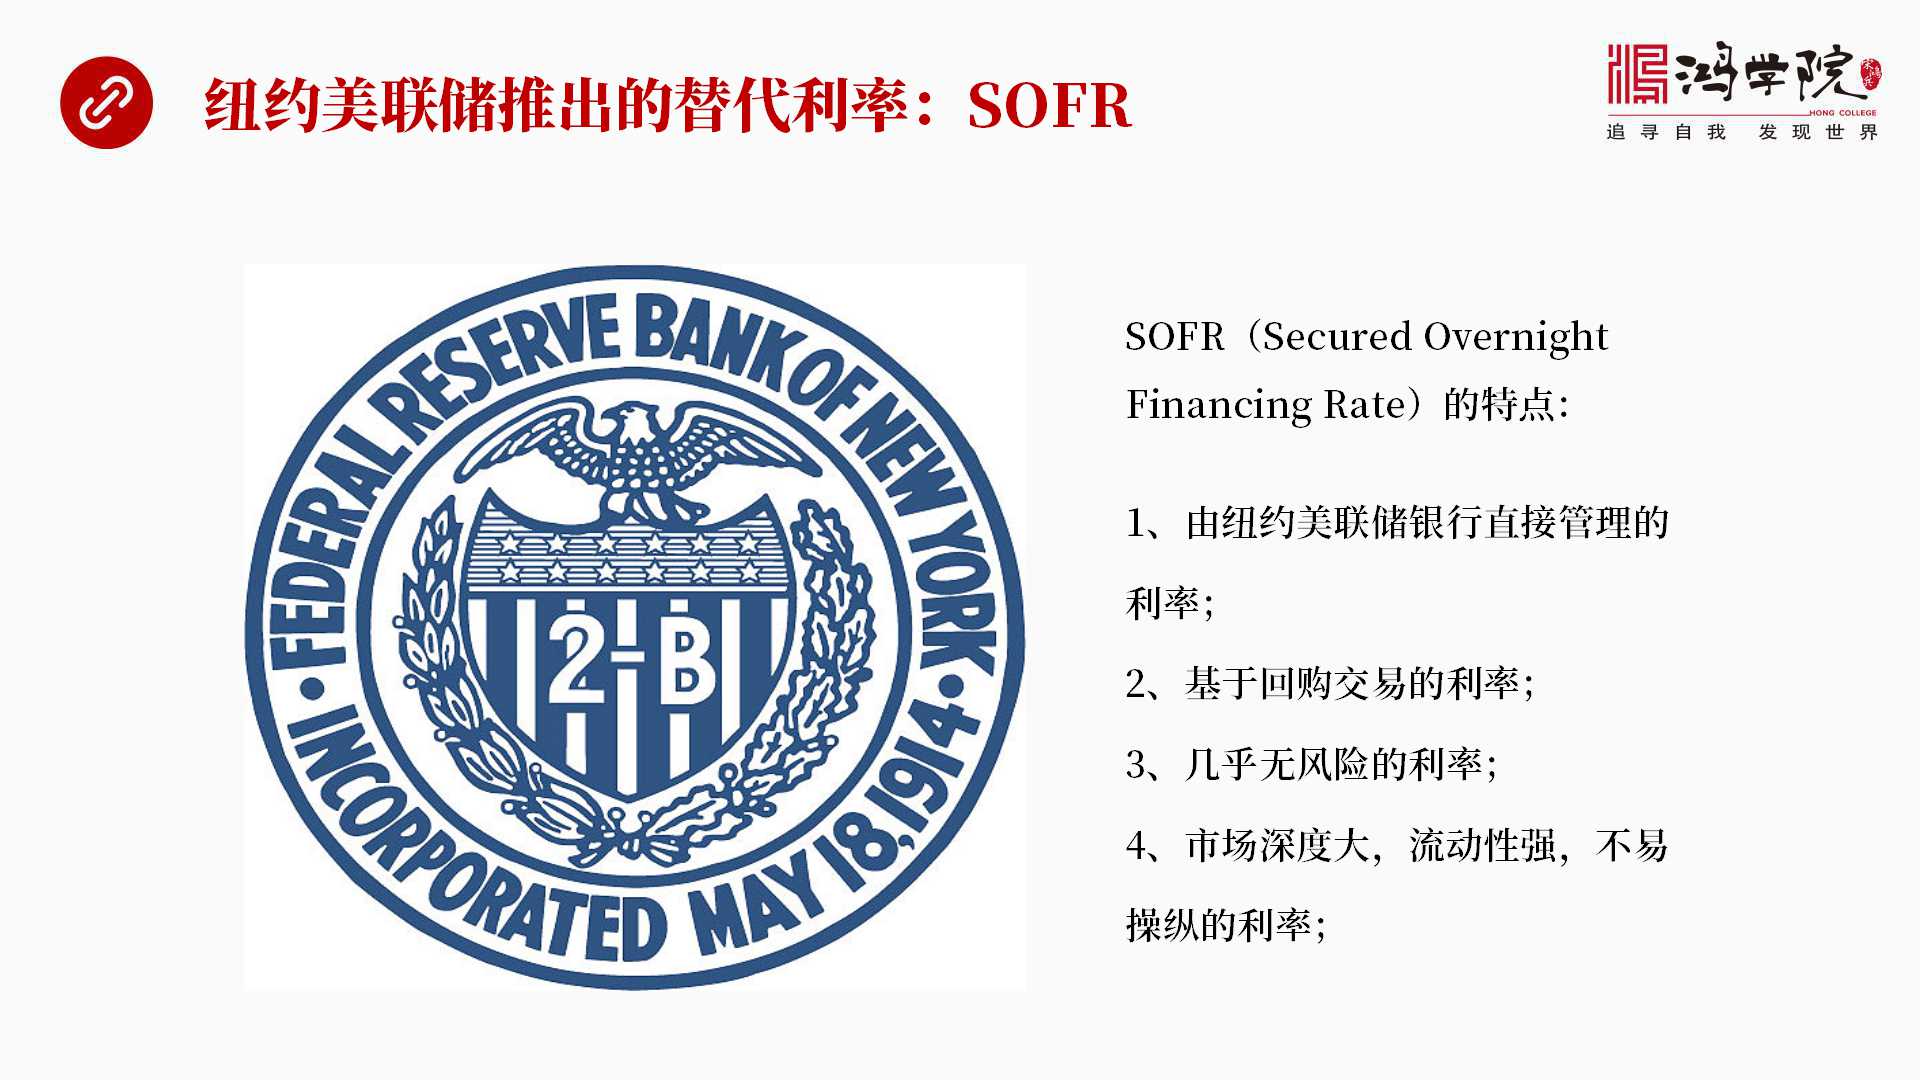 纽约美联储推出的替代利率：SOFR
鸿学院
宋鸿兵
HONG COLLEGE
追寻自我 发现世界
FEDERAL RESERVE BANK OF NEW YORK
2-B
INCORPORATED MAY 18, 1914
SOFR（Secured Overnight
Financing Rate）的特点：
1、由纽约美联储银行直接管理的
利率；
2、基于回购交易的利率；
3、几乎无风险的利率；
4、市场深度大，流动性强，不易
操纵的利率；